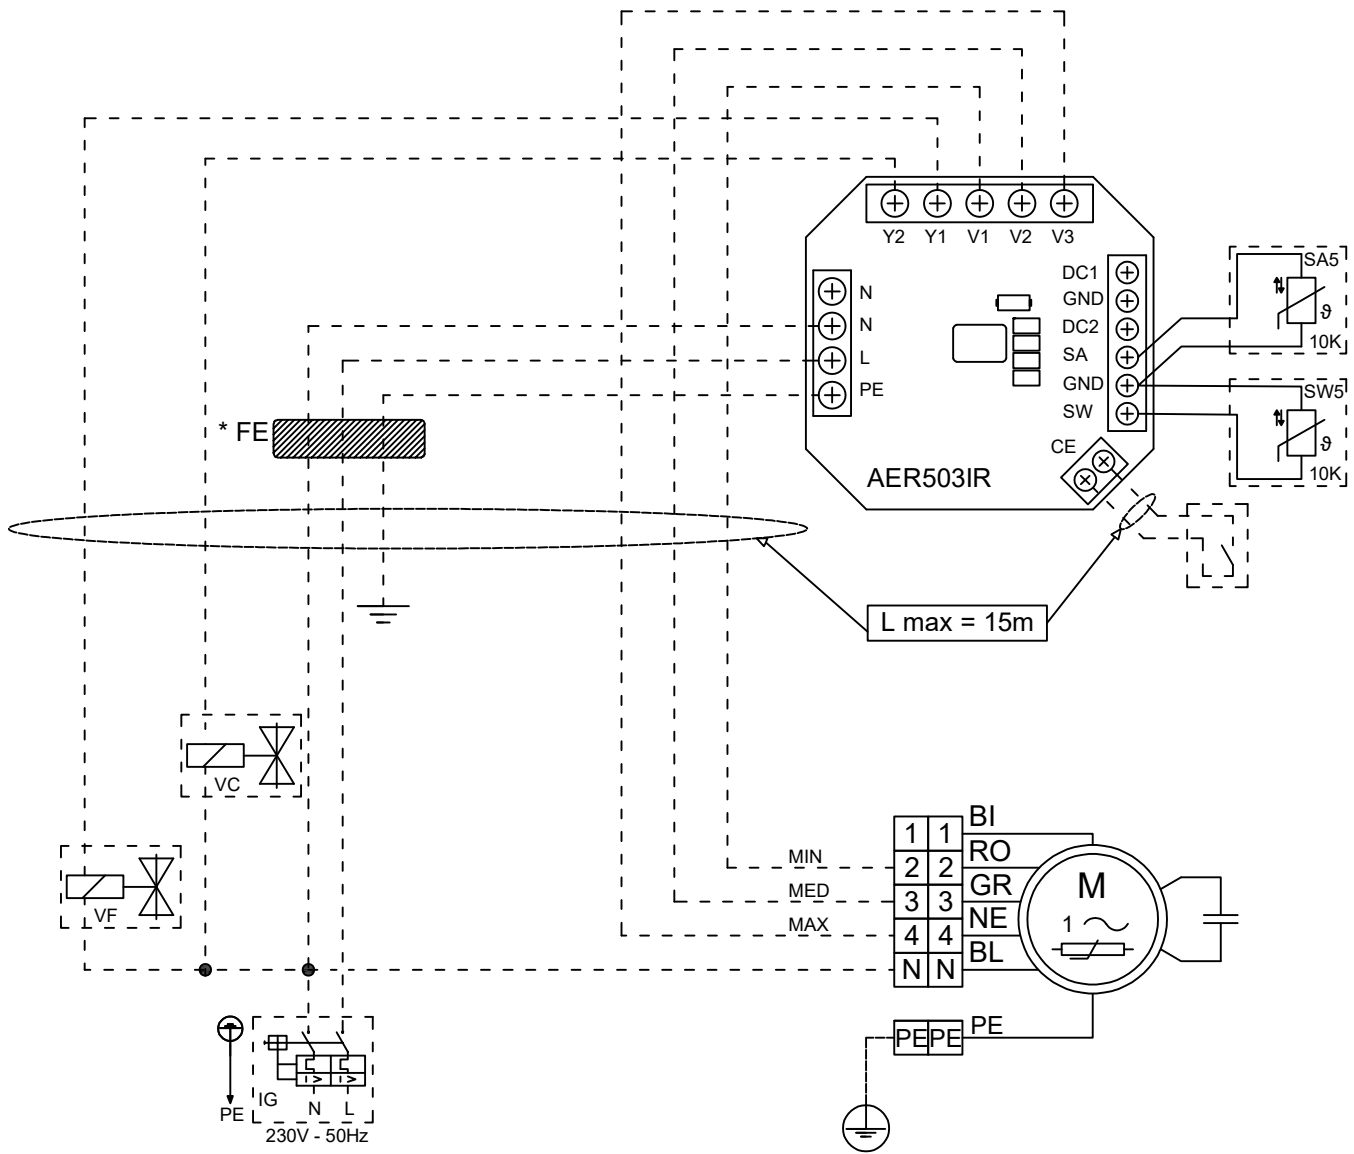 Y2 Y1 V1 V2 V3
N
N
L
PE
DC1
GND
DC2
SA
GND
SW
CE
AER503IR
SA5
ϑ
10K
SW5
ϑ
10K
* FE
L max = 15m
VC
VF
MIN
MED
MAX
1 1 BI
2 2 RO
3 3 GR
4 4 NE
N N BL
PE PE PE
M
1
PE
IG
N L
230V - 50Hz